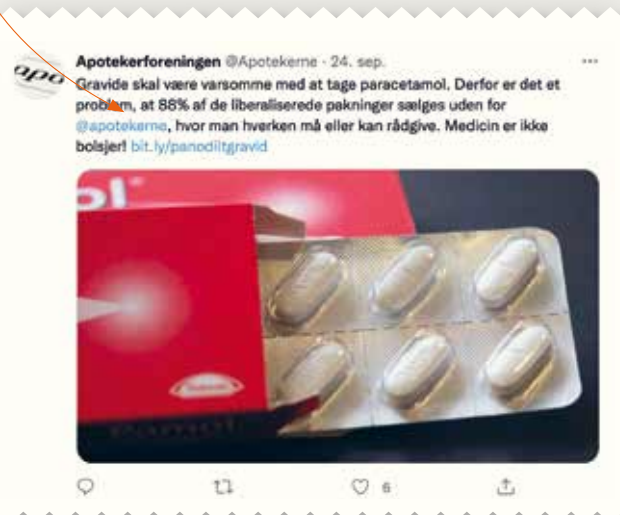 apo
Apotekerforeningen @Apotekerne · 24. sep.
Gravide skal være varsomme med at tage paracetamol. Derfor er det et
problem, at 88% af de liberaliserede pakninger sælges uden for
@apotekerne, hvor man hverken må eller kan rådgive. Medicin er ikke
bolsjer! bit.ly/panodiltgravid
ol
6